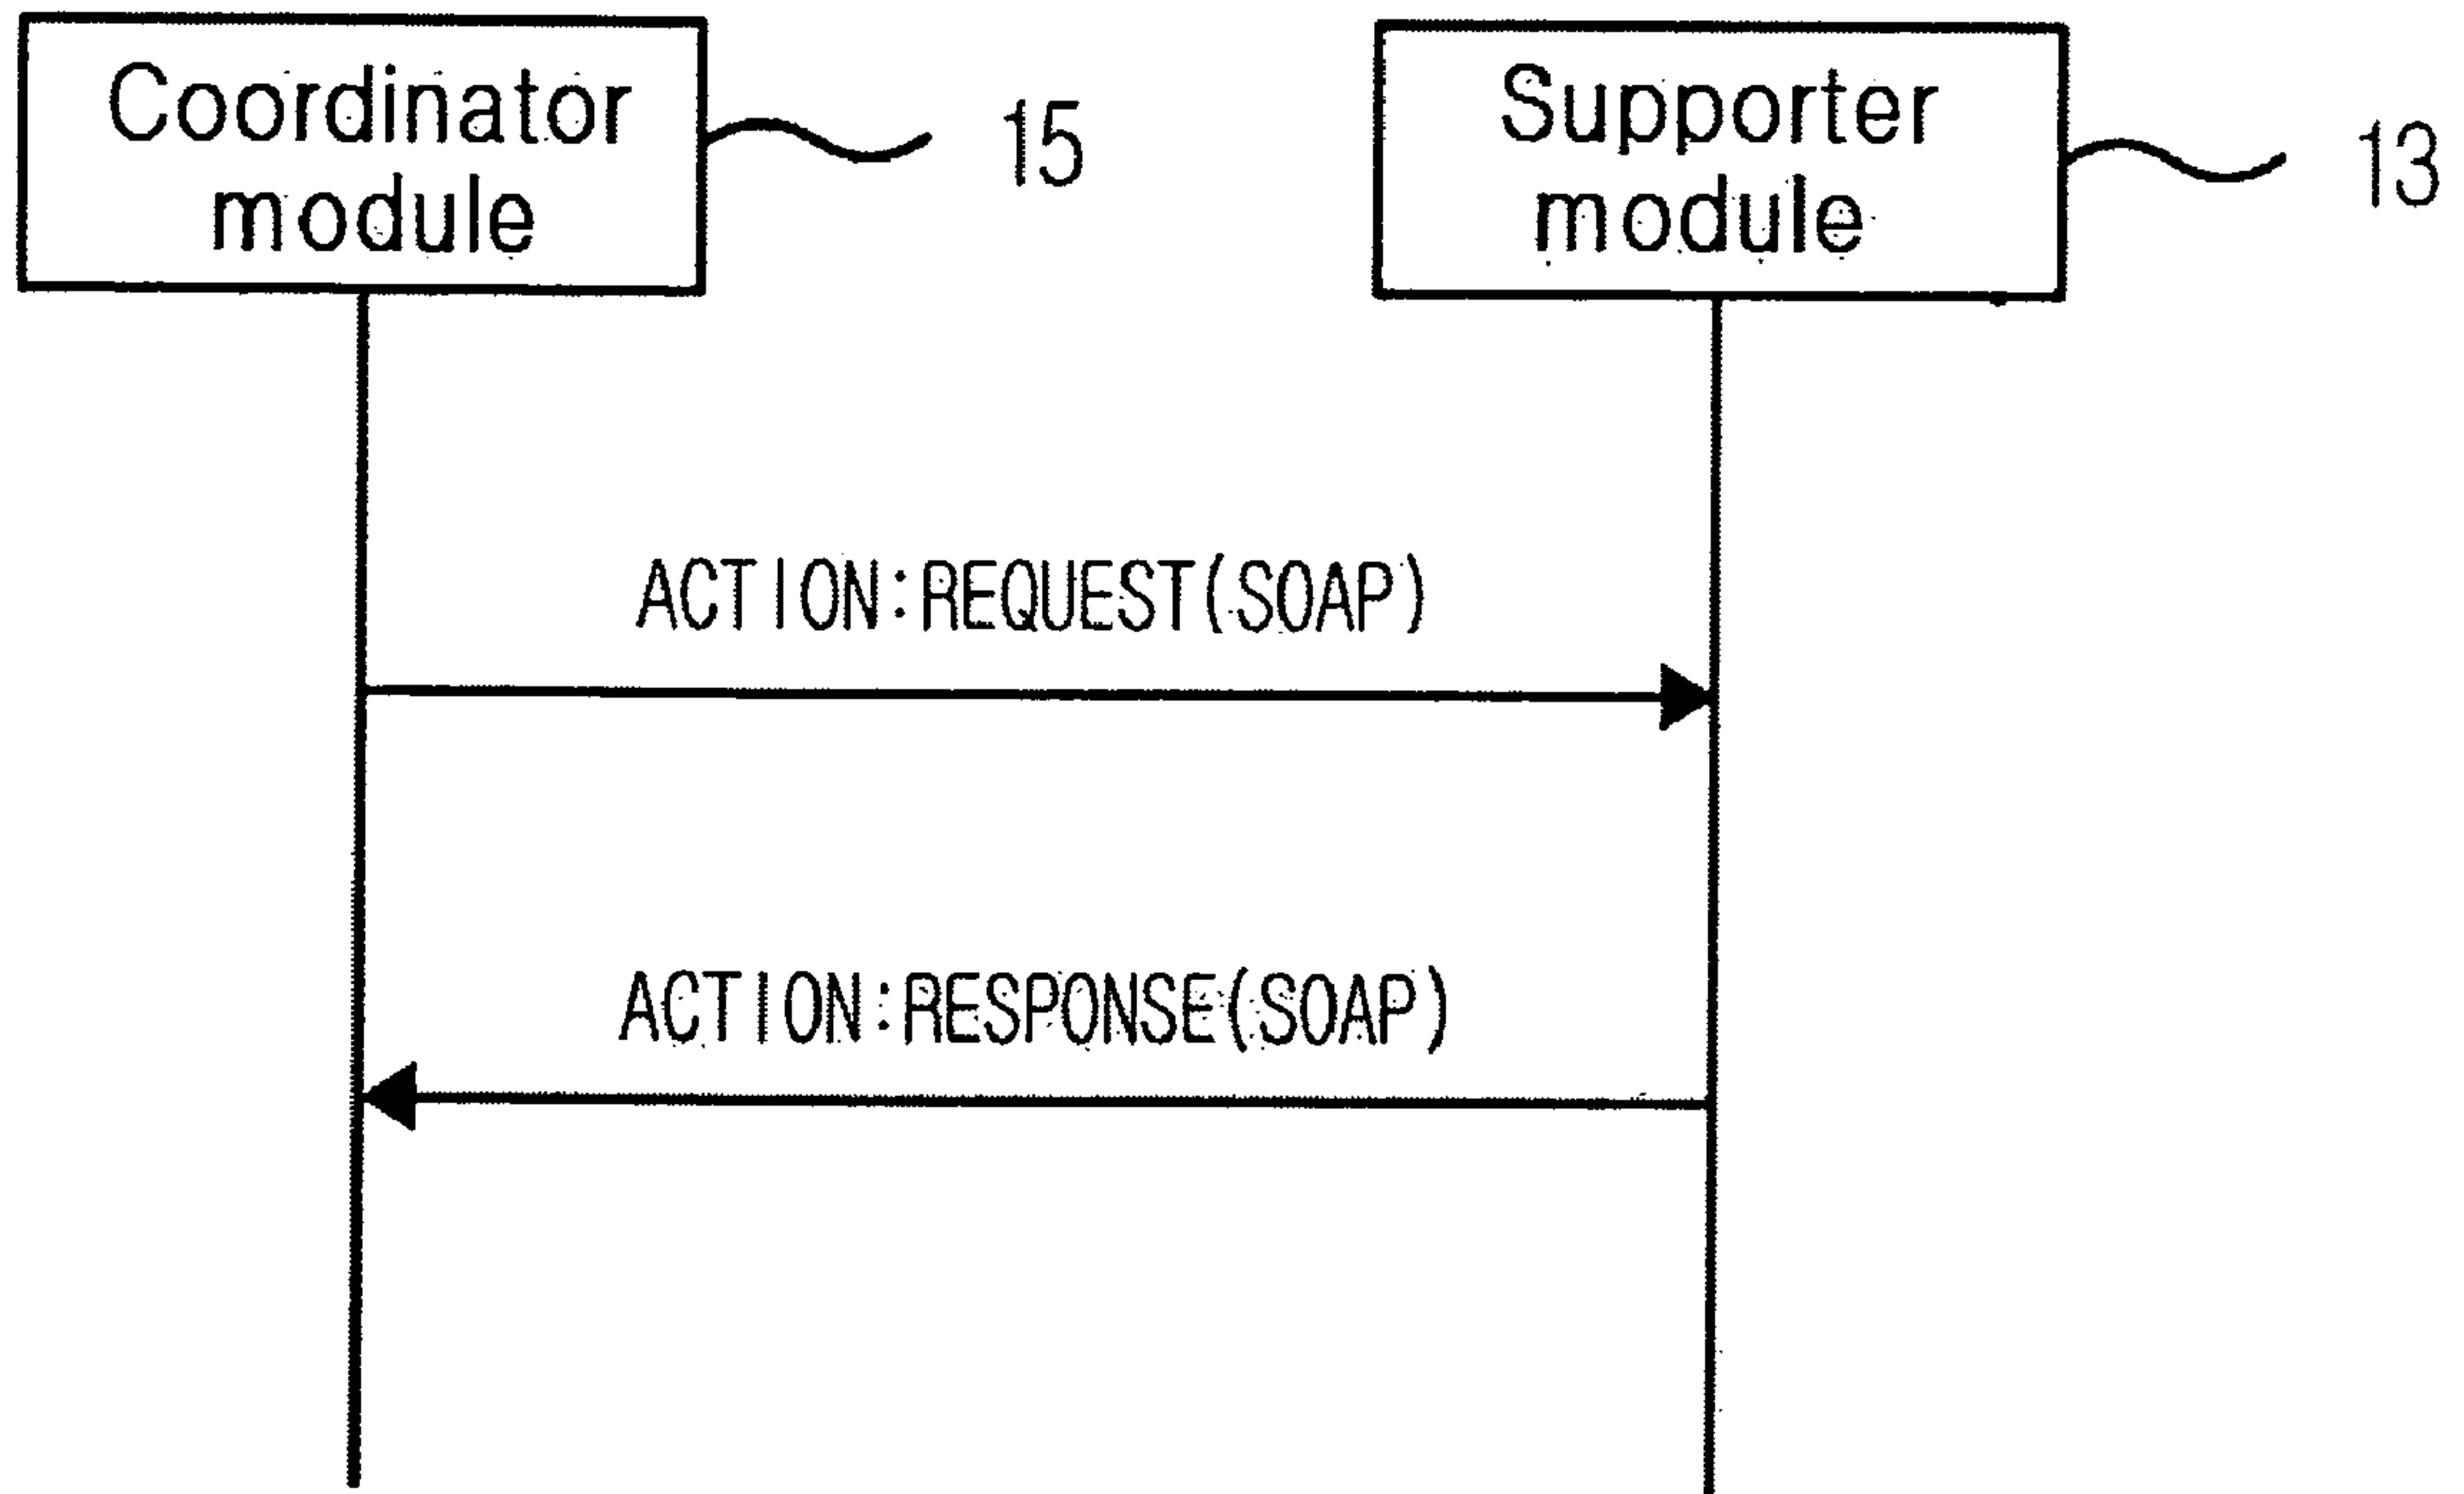 Coordinator
module
15
Supporter
module
13
ACTION:REQUEST(SOAP)
ACTION:RESPONSE(SOAP)